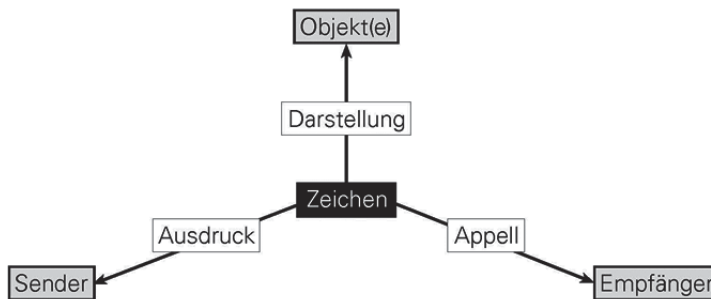 Objekt(e)
Darstellung
Zeichen
Ausdruck
Appell
Sender
Empfänger